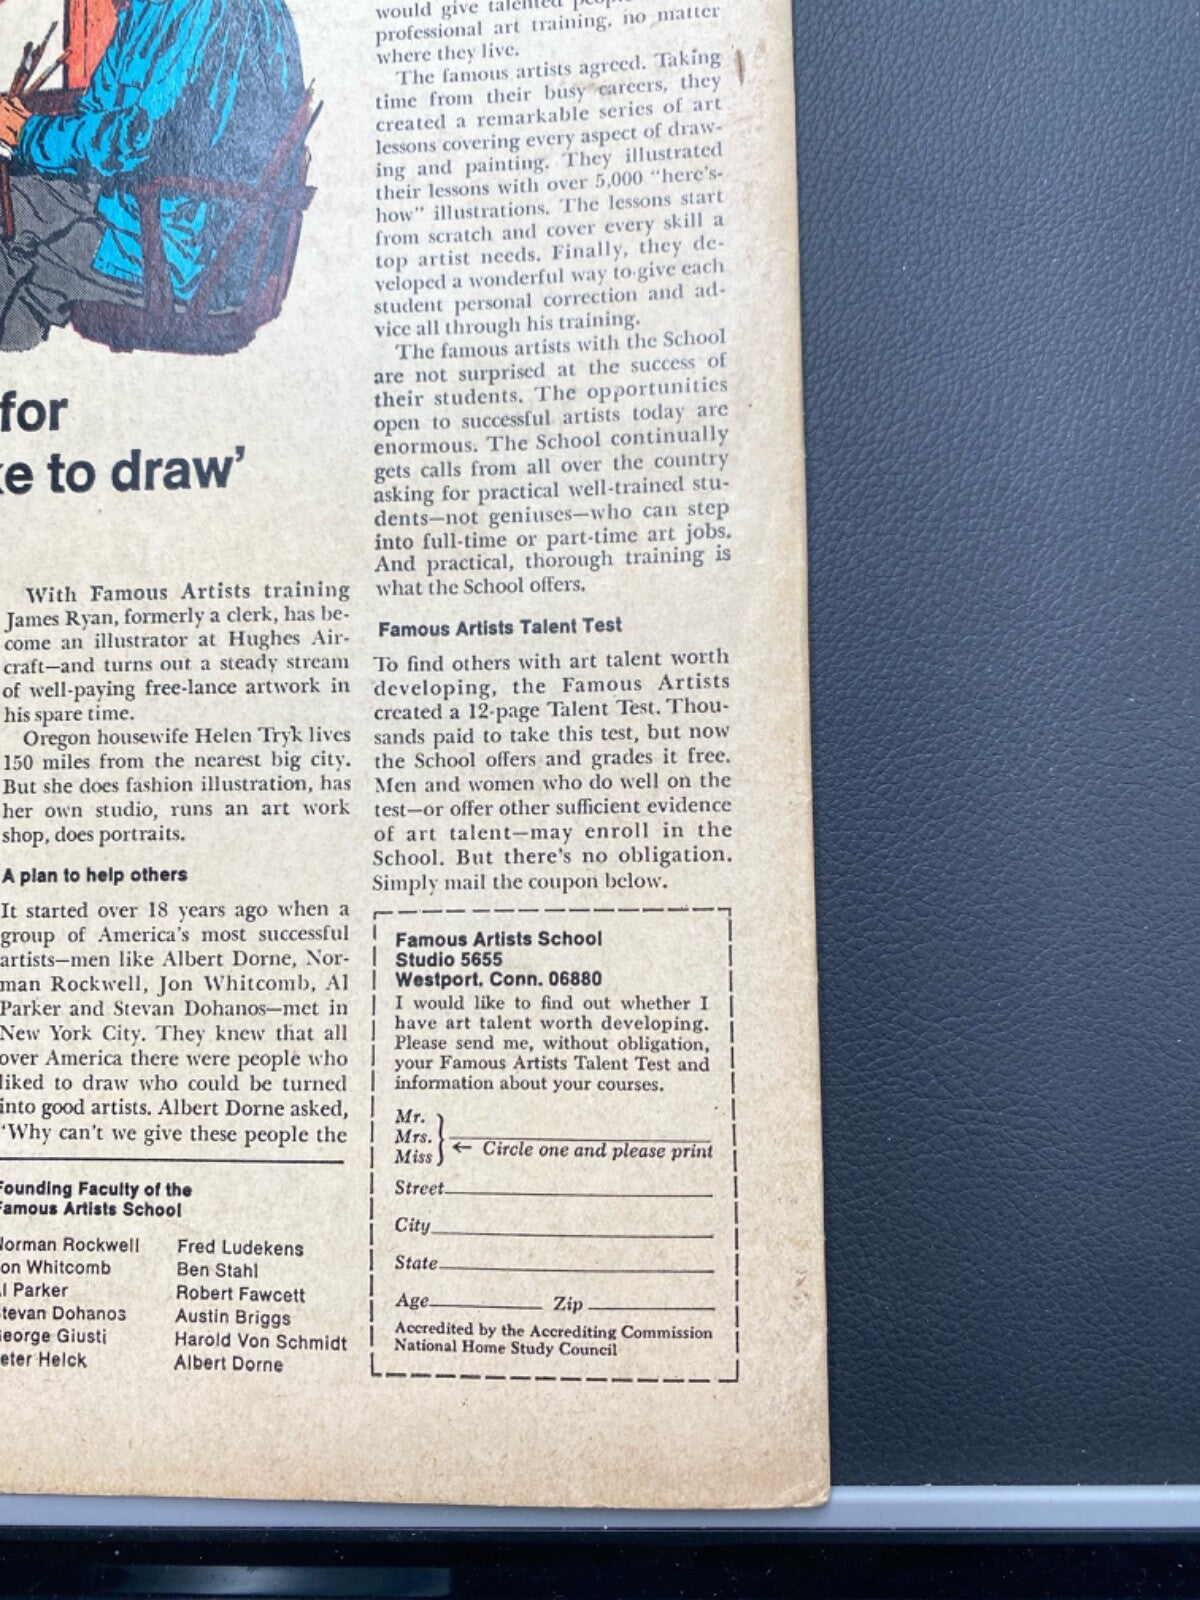 for
ke to draw’
With Famous Artists training
James Ryan, formerly a clerk, has be-
come an illustrator at Hughes Air-
craft—and turns out a steady stream
of well-paying free-lance artwork in
his spare time.
Oregon housewife Helen Tryk lives
150 miles from the nearest big city.
But she does fashion illustration, has
her own studio, runs an art work
shop, does portraits.
A plan to help others
It started over 18 years ago when a
group of America's most successful
artists—men like Albert Dorne, Nor-
man Rockwell, Jon Whitcomb, Al
Parker and Stevan Dohanos—met in
New York City. They knew that all
over America there were people who
liked to draw who could be turned
into good artists. Albert Dorne asked,
‘Why can't we give these people the
Founding Faculty of the
Famous Artists School
Norman Rockwell
on Whitcomb
l Parker
tevan Dohanos
eorge Giusti
eter Helck
Fred Ludekens
Ben Stahl
Robert Fawcett
Austin Briggs
Harold Von Schmidt
Albert Dorne
would give talented
professional art training, no matter
where they live.
The famous artists agreed. Taking
time from their busy careers, they
created a remarkable series of art
lessons covering every aspect of draw-
ing and painting. They illustrated
their lessons with over 5,000 “here's-
how” illustrations. The lessons start
from scratch and cover every skill a
top artist needs. Finally, they de-
veloped a wonderful way to give each
student personal correction and ad-
vice all through his training.
The famous artists with the School
are not surprised at the success of
their students. The opportunities
open to successful artists today are
enormous. The School continually
gets calls from all over the country
asking for practical well-trained stu-
dents—not geniuses—who can step
into full-time or part-time art jobs.
And practical, thorough training is
what the School offers.
Famous Artists Talent Test
To find others with art talent worth
developing, the Famous Artists
created a 12-page Talent Test. Thou-
sands paid to take this test, but now
the School offers and grades it free.
Men and women who do well on the
test—or offer other sufficient evidence
of art talent—may enroll in the
School. But there's no obligation.
Simply mail the coupon below.
Famous Artists School
Studio 5655
Westport, Conn. 06880
I would like to find out whether I
have art talent worth developing.
Please send me, without obligation,
your Famous Artists Talent Test and
information about your courses.
Mr.
Mrs.
Miss
← Circle one and please print
Street
City
State
Age Zip
Accredited by the Accrediting Commission
National Home Study Council